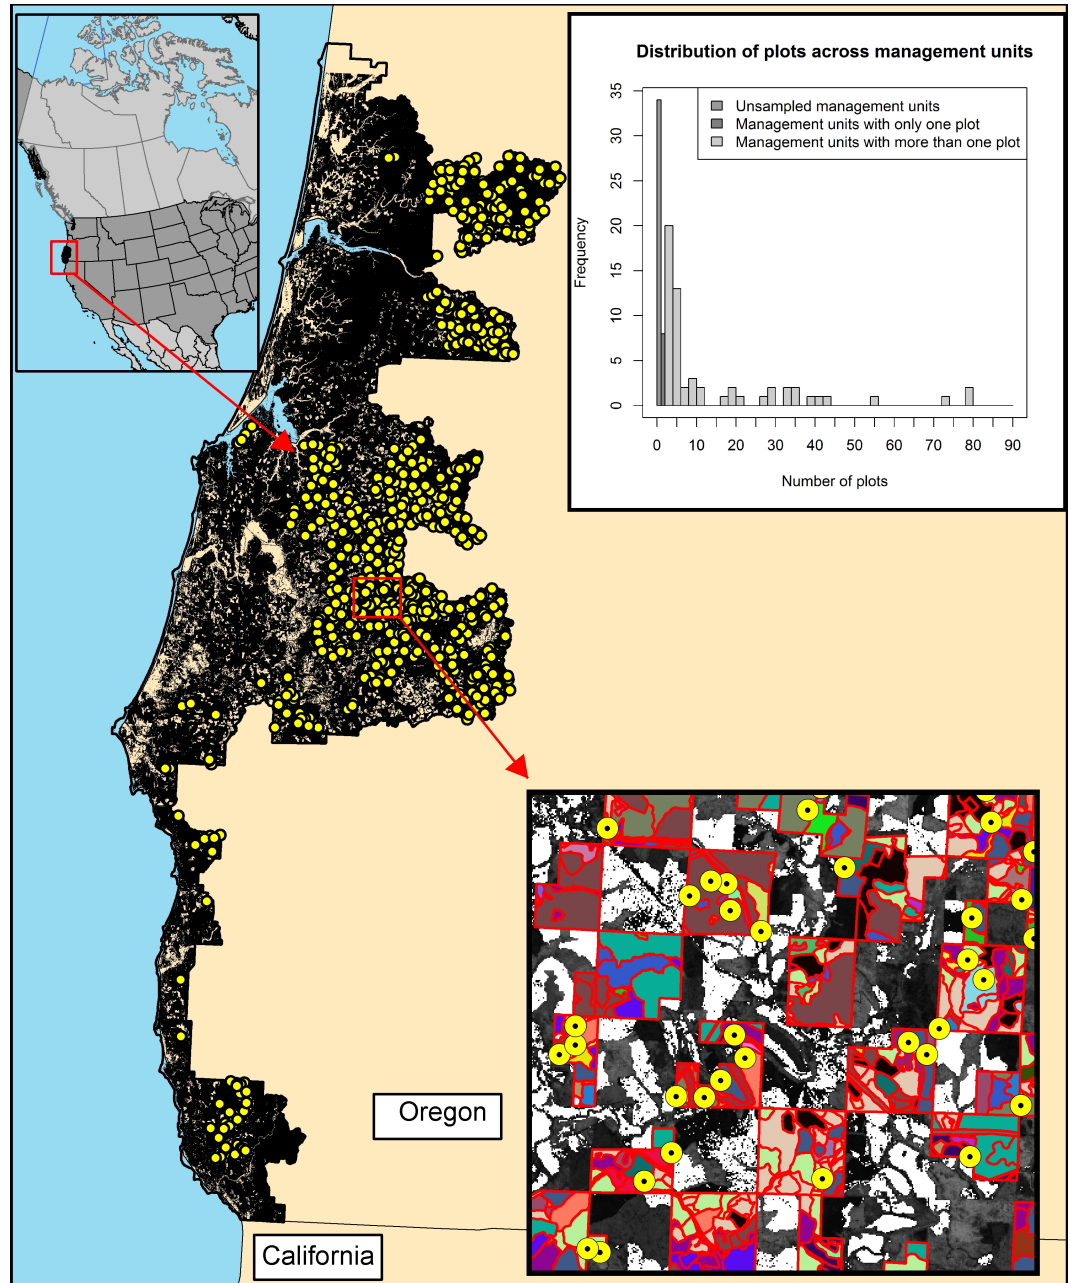 Distribution of plots across management units
Unsampled management units
Management units with only one plot
Management units with more than one plot
Frequency
35
30
25
20
15
10
5
0
0 10 20 30 40 50 60 70 80 90
Number of plots
Oregon
California